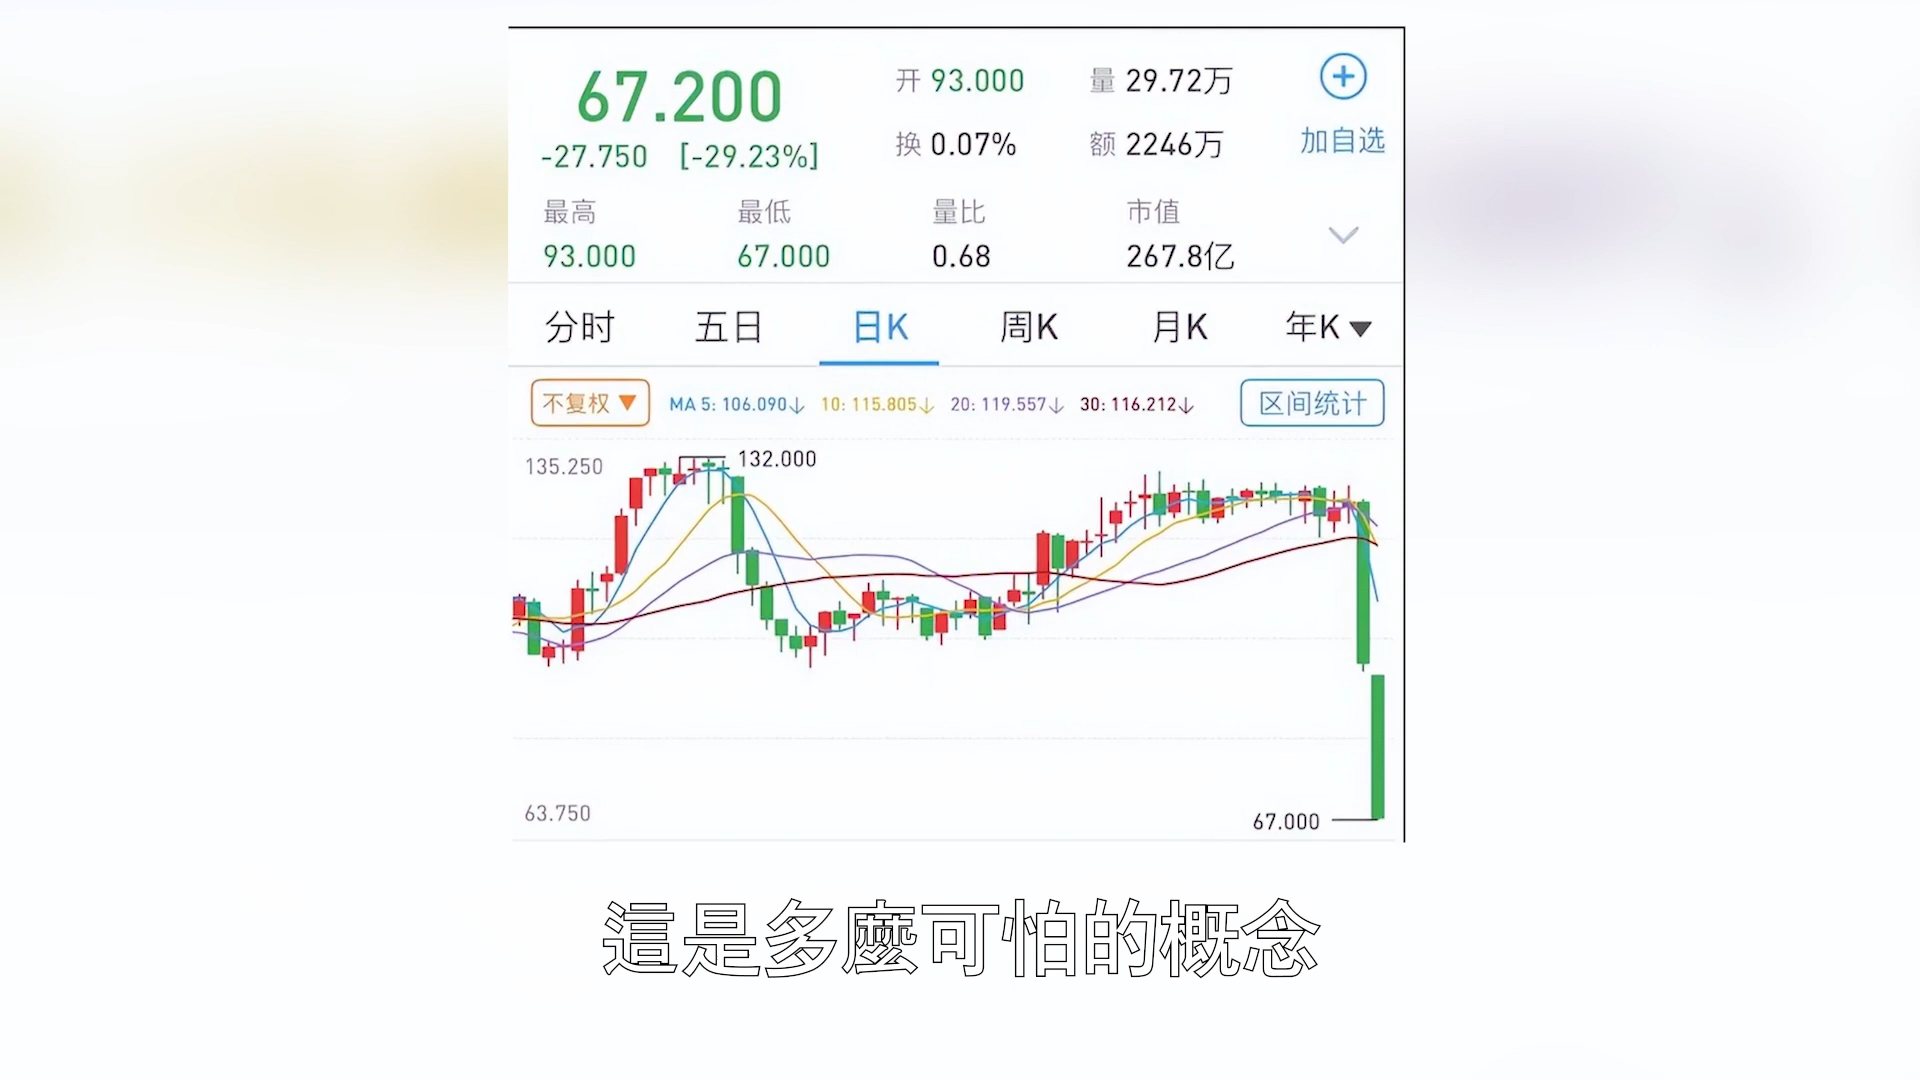 67.200 开 93.000 量 29.72万
-27.750 [-29.23%] 换 0.07% 额 2246万 加自选
最高 最低 量比 市值
93.000 67.000 0.68 267.8亿
分时 五日 日K 周K 月K 年K
不复权 MA 5: 106.090↓ 10: 115.805↓ 20: 119.557↓ 30: 116.212↓ 区间统计
135.250 132.000
63.750 67.000
這是多麼可怕的概念